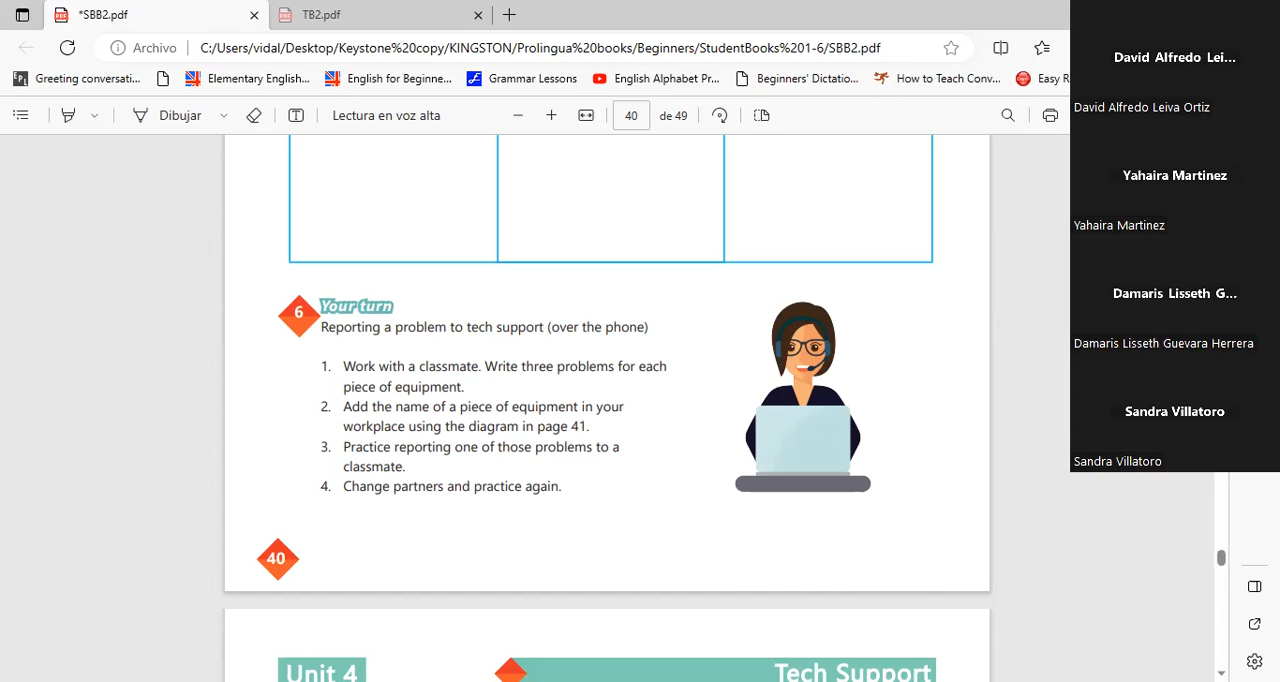 *SBB2.pdf
TB2.pdf
Archivo
C:/Users/vidal/Desktop/Keystone%20copy/KINGSTON/Prolingua%20books/Beginners/StudentBooks%201-6/SBB2.pdf
Greeting conversati...
Elementary English...
English for Beginne...
Grammar Lessons
English Alphabet Pr...
Beginners' Dictatio...
How to Teach Conv...
Easy R
Dibujar
Lectura en voz alta
40
de 49
6
Your turn
Reporting a problem to tech support (over the phone)
1. Work with a classmate. Write three problems for each
piece of equipment.
2. Add the name of a piece of equipment in your
workplace using the diagram in page 41.
3. Practice reporting one of those problems to a
classmate.
4. Change partners and practice again.
40
Unit 4
Tech Support
David Alfredo Lei...
David Alfredo Leiva Ortiz
Yahaira Martinez
Yahaira Martinez
Damaris Lisseth G...
Damaris Lisseth Guevara Herrera
Sandra Villatoro
Sandra Villatoro